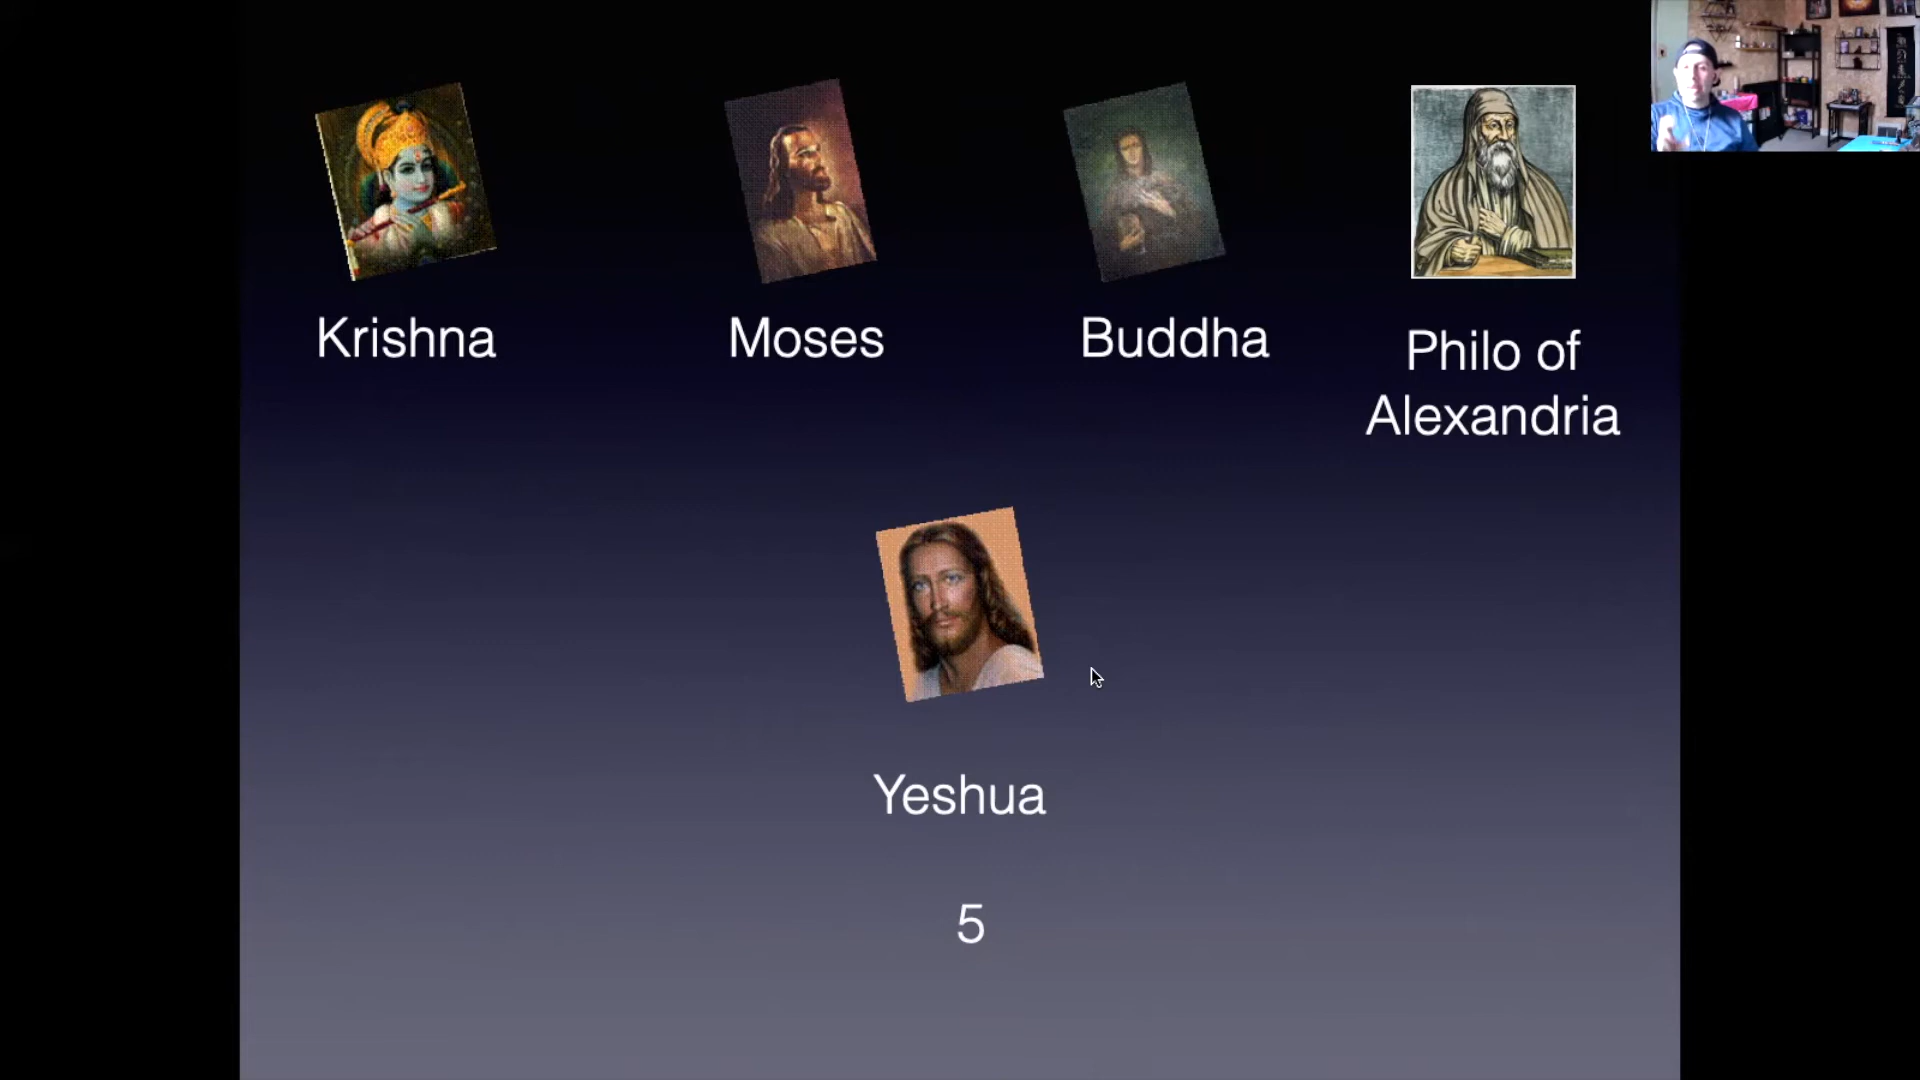 Krishna
Moses
Buddha
Philo of
Alexandria
Yeshua
5